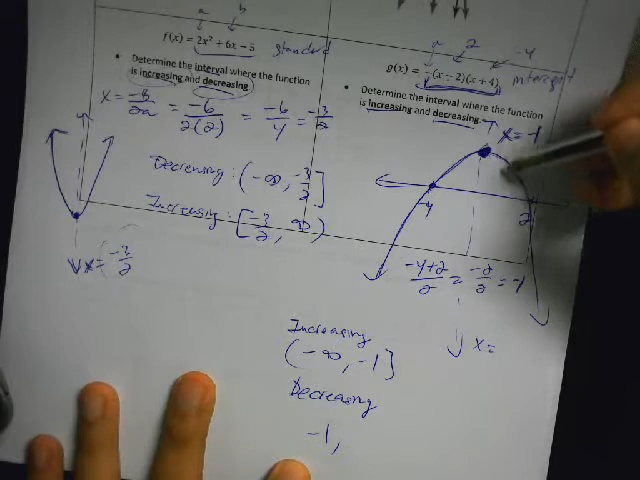 a b
f(x) = 2x² + 6x − 5 standard
• Determine the interval where the function
is increasing and decreasing.
x = -b/2a = -6/2(2) = -6/4 = -3/2
Decreasing: (-∞, -3/2]
Increasing: [-3/2, ∞)
x = -3/2
a 2 -4
g(x) = -(x − 2)(x + 4) intercept
• Determine the interval where the function
is increasing and decreasing.
x = -1
-4
2
-4+2/2 = -2/2 = -1
x =
Increasing
(-∞, -1]
Decreasing
-1,